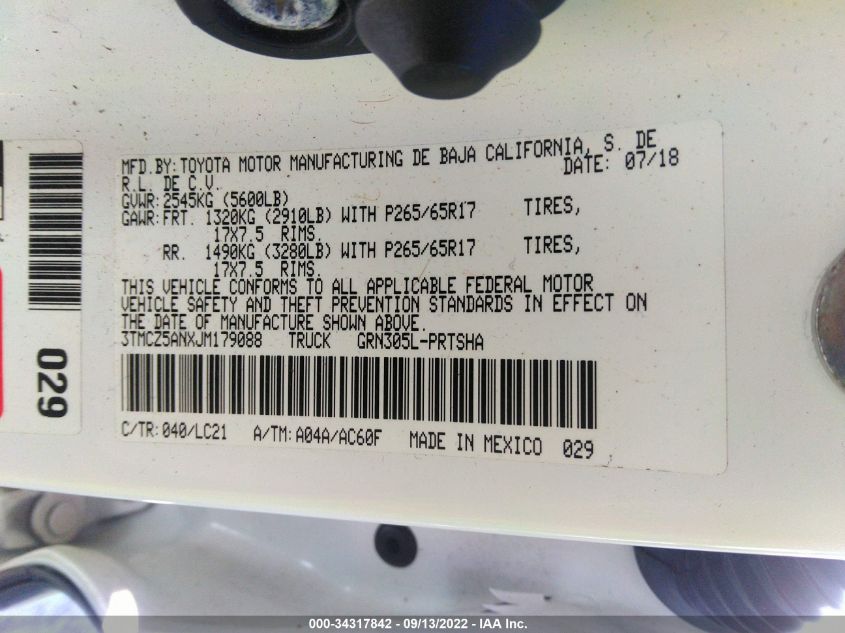 MFD.BY:TOYOTA MOTOR MANUFACTURING DE BAJA CALIFORNIA, S. DE
R.L. DE C.V. DATE: 07/18
GVWR:2545KG (5600LB)
GAWR:FRT. 1320KG (2910LB) WITH P265/65R17 TIRES,
17X7.5 RIMS.
RR. 1490KG (3280LB) WITH P265/65R17 TIRES,
17X7.5 RIMS.
THIS VEHICLE CONFORMS TO ALL APPLICABLE FEDERAL MOTOR
VEHICLE SAFETY AND THEFT PREVENTION STANDARDS IN EFFECT ON
THE DATE OF MANUFACTURE SHOWN ABOVE.
3TMCZ5ANXJM179088 TRUCK GRN305L-PRTSHA
C/TR:040/LC21 A/TM:A04A/AC60F MADE IN MEXICO 029
029
000-34317842 - 09/13/2022 - IAA Inc.